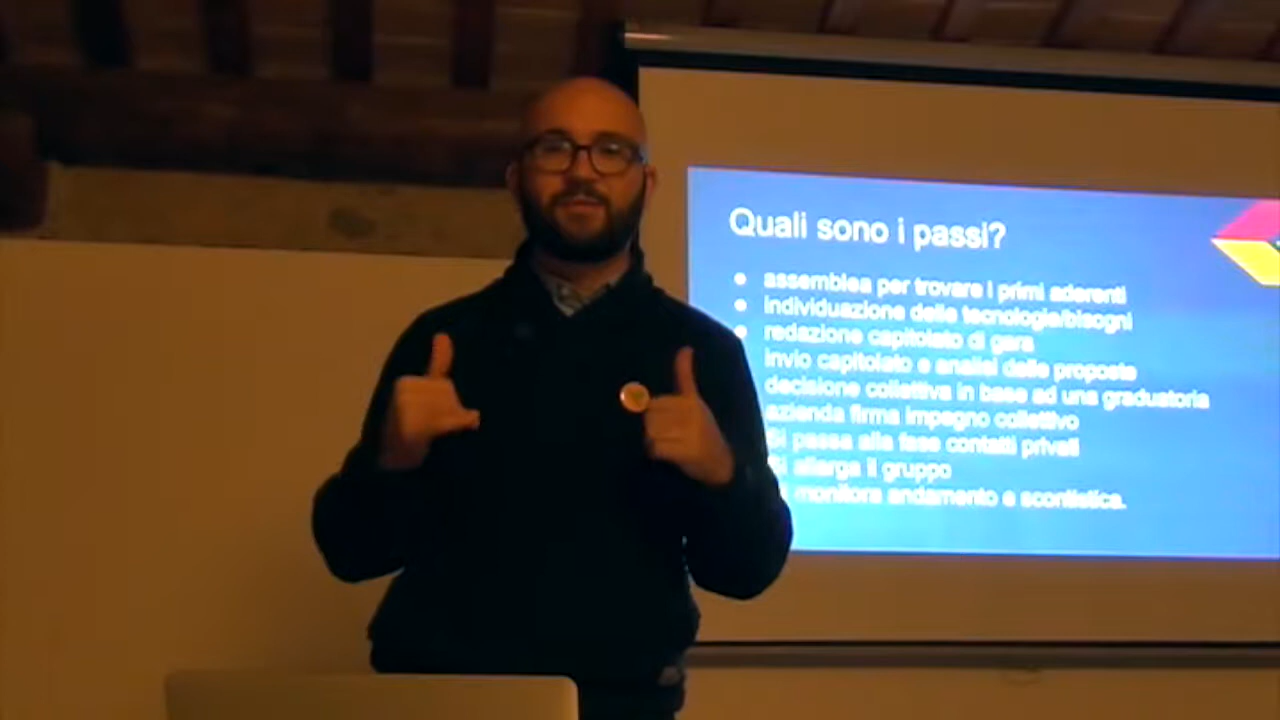 Quali sono i passi?
assemblea per trovare i primi aderenti
individuazione delle tecnologia/bisogni
redazione capitolato di gara
invio capitolato e analisi delle proposte
decisione collettiva in base ad una graduatoria
azienda firma impegno collettivo
Si passa alla fase contatti privati
allarga il gruppo
monitora andamento e scontistica.